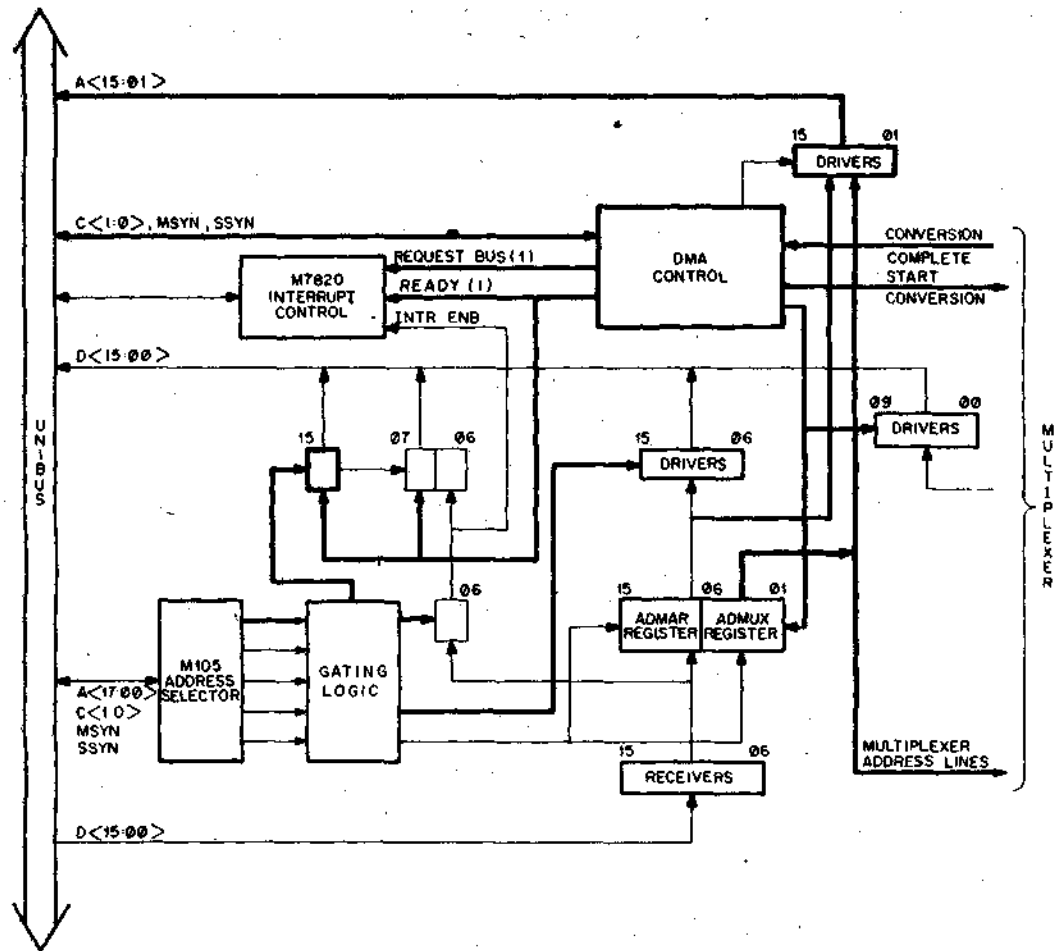 A<15:01>
15 01
DRIVERS
C<1:0>, MSYN, SSYN
REQUEST BUS(1)
DMA
CONTROL
CONVERSION
COMPLETE
START
CONVERSION
M7820
INTERRUPT
CONTROL
READY (1)
INTR ENB
D<15:00>
UNIBUS
15
07 06
15 06
DRIVERS
09 00
DRIVERS
MULTIPLEXER
06
15 06 01
ADMAR
REGISTER
ADMUX
REGISTER
M105
ADDRESS
SELECTOR
GATING
LOGIC
A<17:00>
C<1 0>
MSYN
SSYN
15 06
RECEIVERS
MULTIPLEXER
ADDRESS LINES
D<15:00>